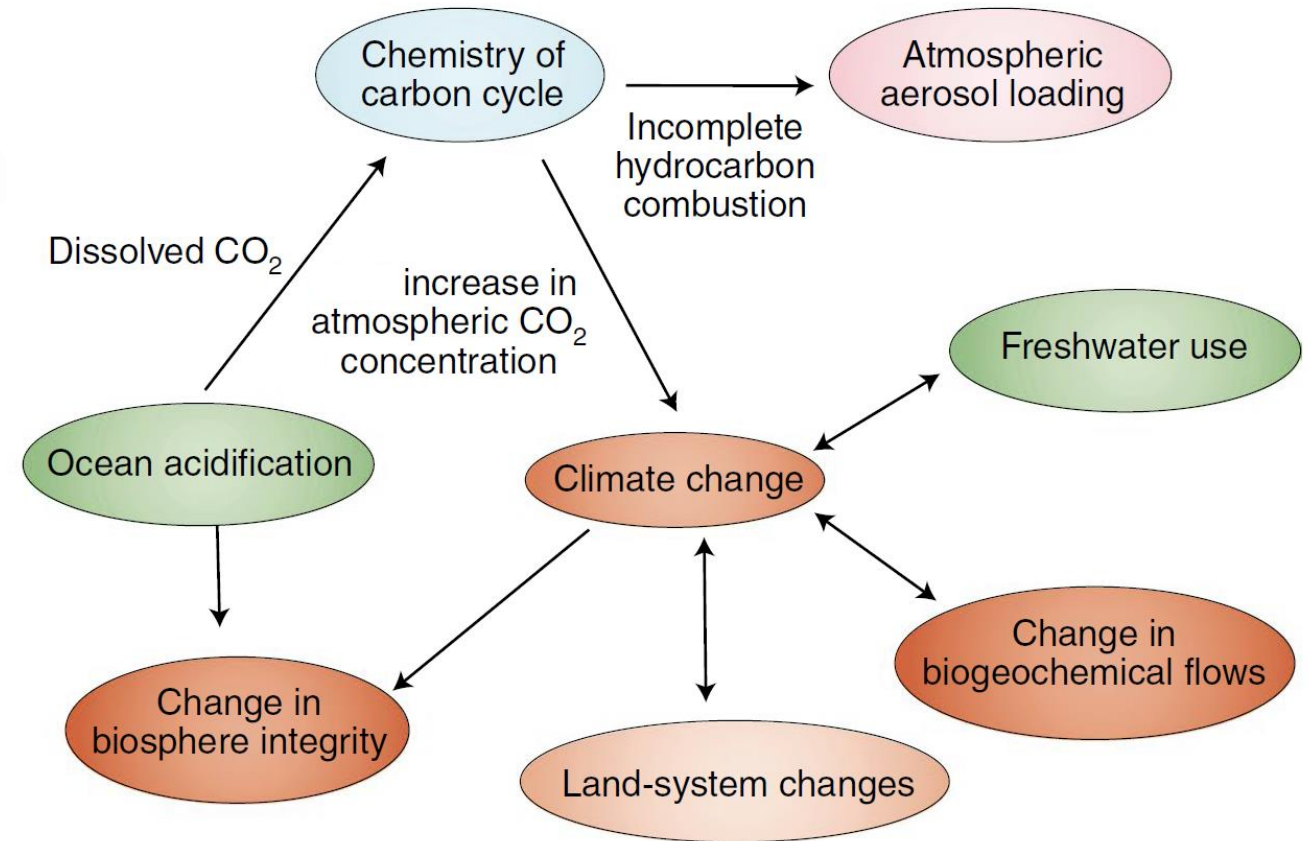 Chemistry of
carbon cycle
Atmospheric
aerosol loading
Incomplete
hydrocarbon
combustion
Dissolved CO₂
increase in
atmospheric CO₂
concentration
Freshwater use
Ocean acidification
Climate change
Change in
biogeochemical flows
Change in
biosphere integrity
Land-system changes